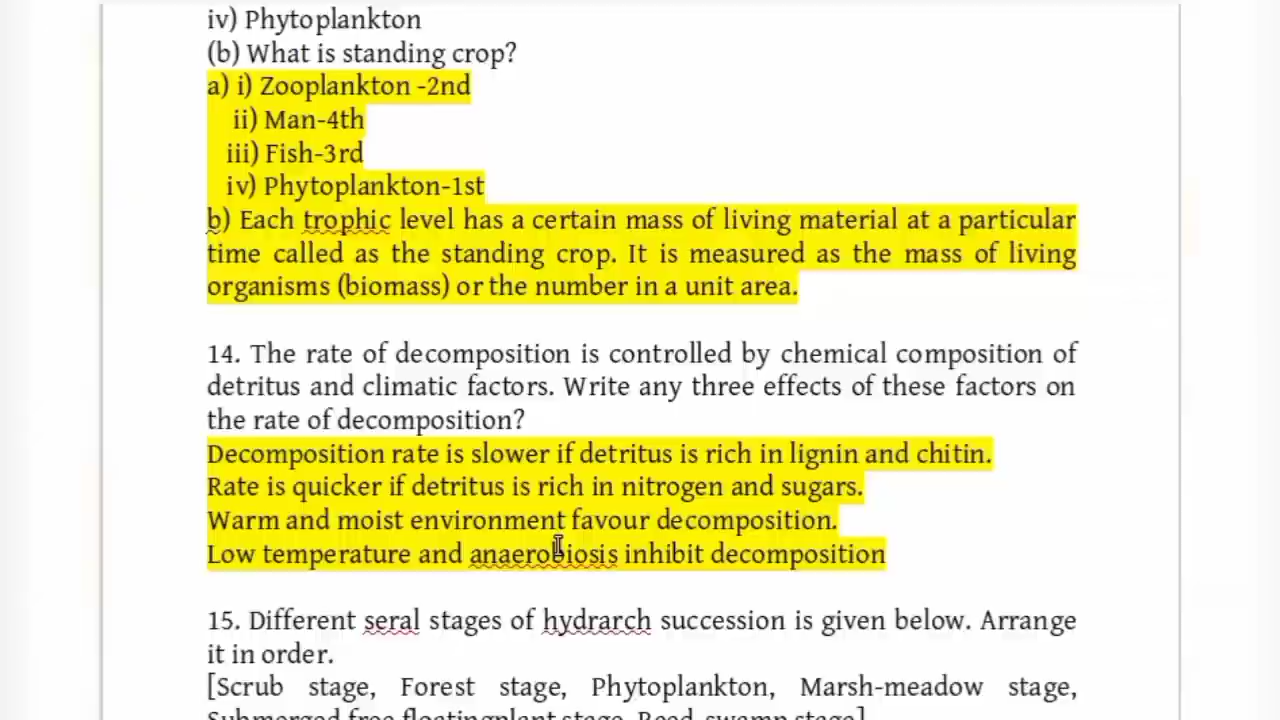 iv) Phytoplankton
(b) What is standing crop?
a) i) Zooplankton -2nd
ii) Man-4th
iii) Fish-3rd
iv) Phytoplankton-1st
b) Each trophic level has a certain mass of living material at a particular
time called as the standing crop. It is measured as the mass of living
organisms (biomass) or the number in a unit area.
14. The rate of decomposition is controlled by chemical composition of
detritus and climatic factors. Write any three effects of these factors on
the rate of decomposition?
Decomposition rate is slower if detritus is rich in lignin and chitin.
Rate is quicker if detritus is rich in nitrogen and sugars.
Warm and moist environment favour decomposition.
Low temperature and anaerobiosis inhibit decomposition
15. Different seral stages of hydrarch succession is given below. Arrange
it in order.
[Scrub stage, Forest stage, Phytoplankton, Marsh-meadow stage,
Submerged free floatingplant stage, Reed-swamp stage]